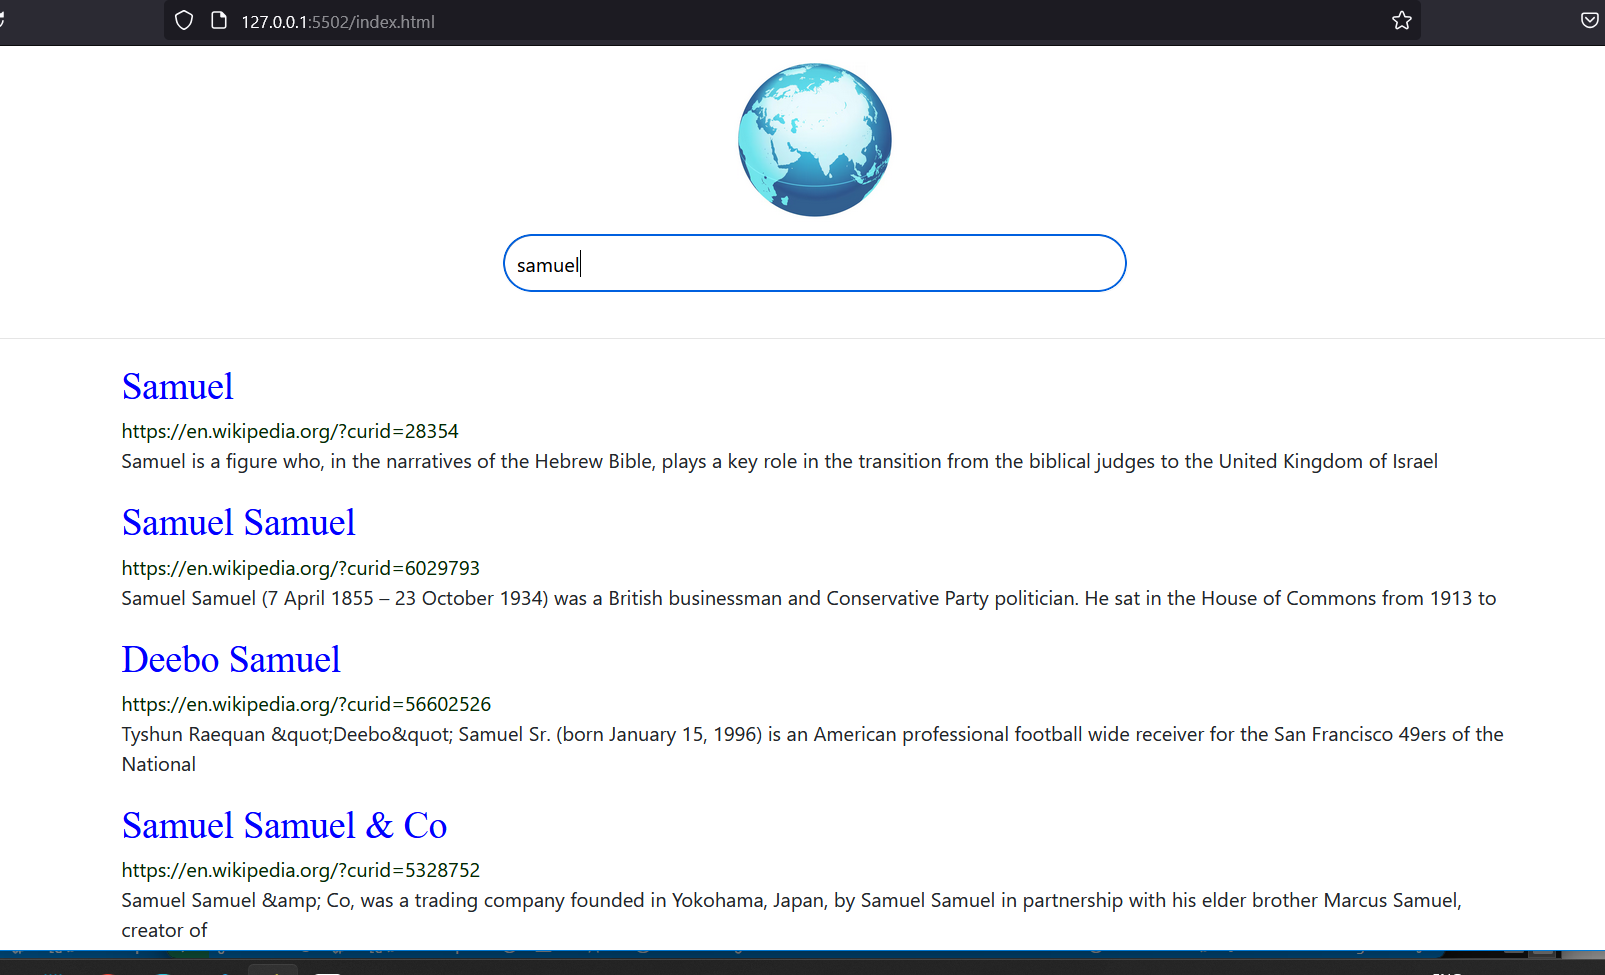 127.0.0.1:5502/index.html
samuel
Samuel
https://en.wikipedia.org/?curid=28354
Samuel is a figure who, in the narratives of the Hebrew Bible, plays a key role in the transition from the biblical judges to the United Kingdom of Israel
Samuel Samuel
https://en.wikipedia.org/?curid=6029793
Samuel Samuel (7 April 1855 – 23 October 1934) was a British businessman and Conservative Party politician. He sat in the House of Commons from 1913 to
Deebo Samuel
https://en.wikipedia.org/?curid=56602526
Tyshun Raequan &quot;Deebo&quot; Samuel Sr. (born January 15, 1996) is an American professional football wide receiver for the San Francisco 49ers of the
National
Samuel Samuel & Co
https://en.wikipedia.org/?curid=5328752
Samuel Samuel &amp; Co, was a trading company founded in Yokohama, Japan, by Samuel Samuel in partnership with his elder brother Marcus Samuel,
creator of